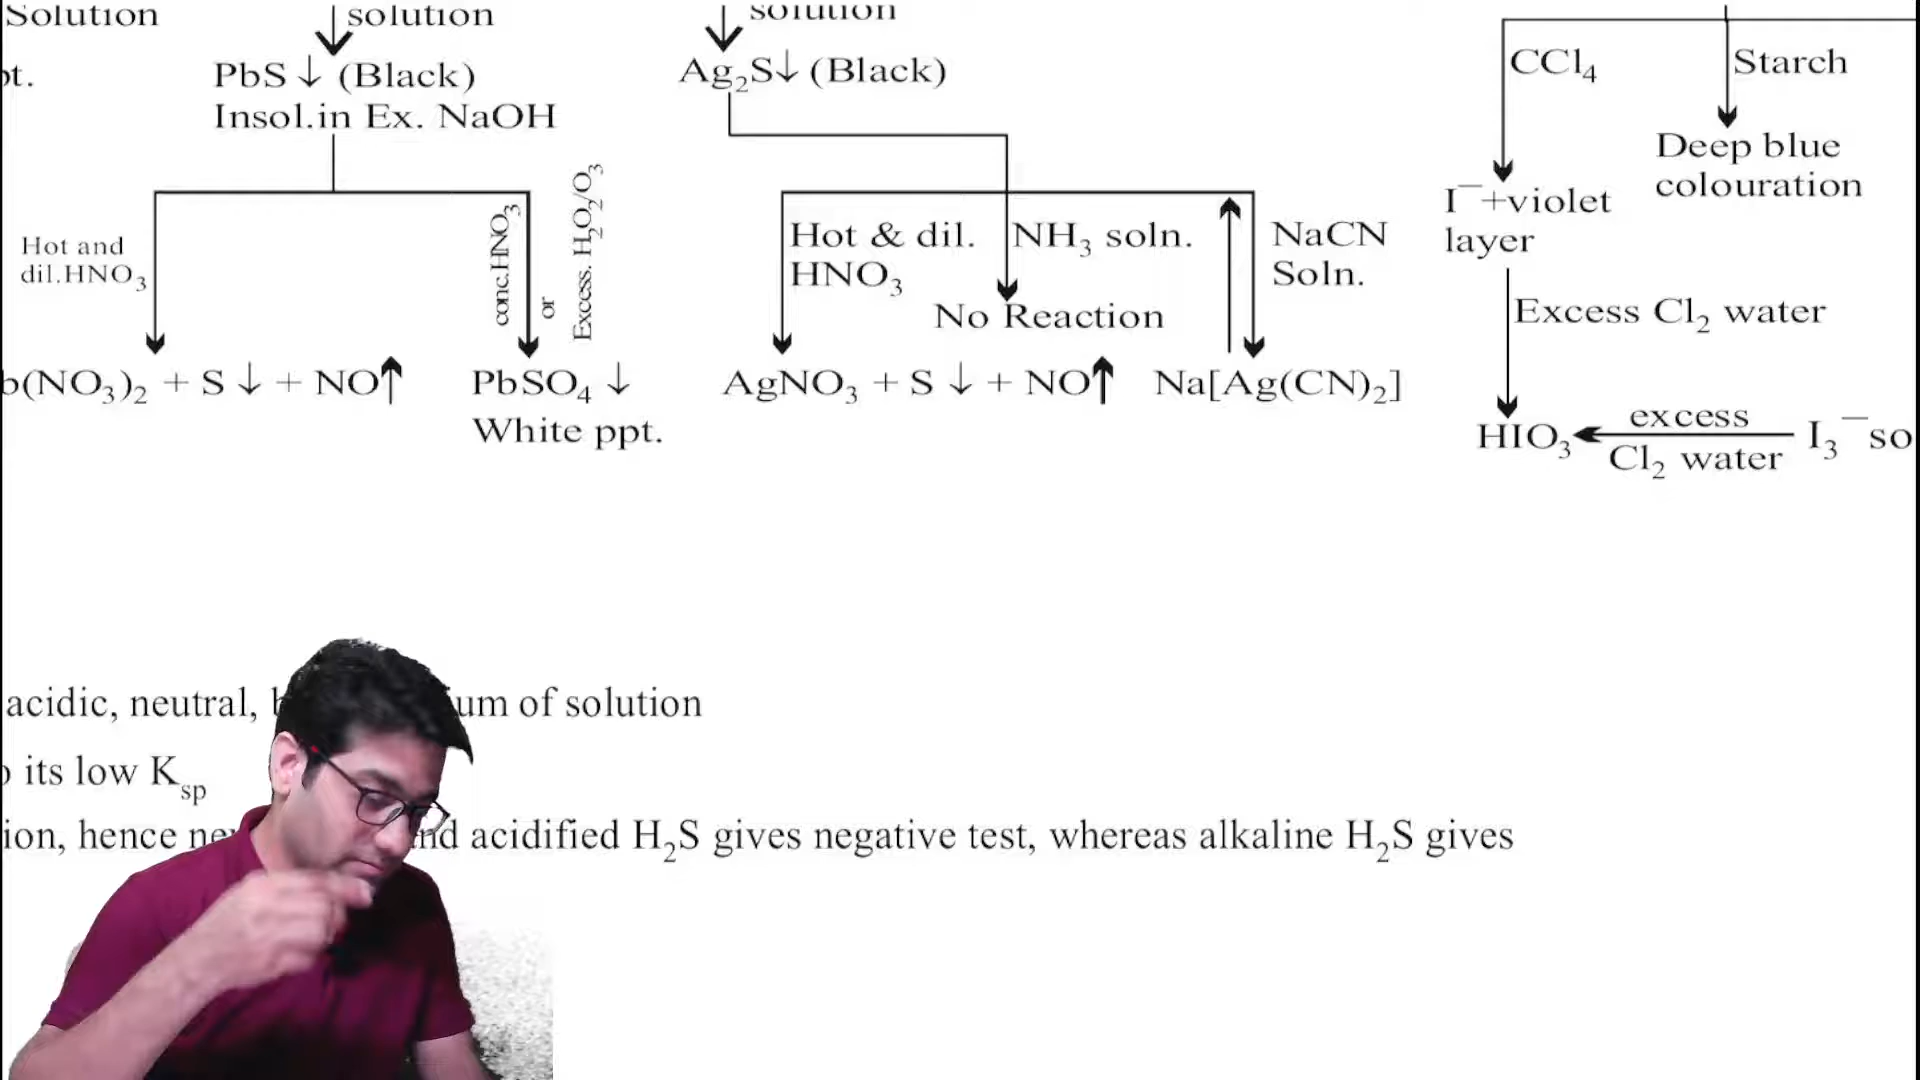 Solution
solution
solution
pt.
PbS↓ (Black)
Insol.in Ex. NaOH
Ag₂S↓ (Black)
CCl₄
Starch
Deep blue
colouration
I⁻+violet
layer
Hot and
dil.HNO₃
conc.HNO₃
or
Excess. H₂O₂/O₃
Hot & dil.
HNO₃
NH₃ soln.
No Reaction
NaCN
Soln.
Excess Cl₂ water
b(NO₃)₂ + S↓ + NO↑
PbSO₄↓
White ppt.
AgNO₃ + S↓ + NO↑
Na[Ag(CN)₂]
HIO₃
excess
Cl₂ water
I₃⁻so
acidic, neutral, um of solution
its low Kₛₚ
ion, hence nd acidified H₂S gives negative test, whereas alkaline H₂S gives